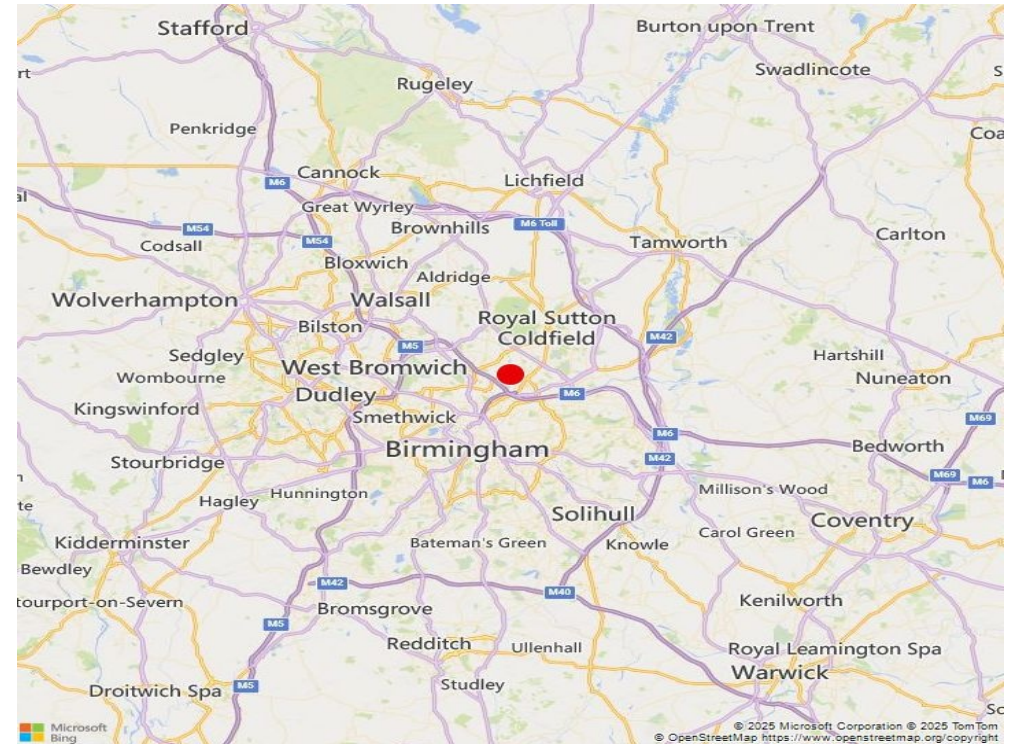 Stafford
Burton upon Trent
rt
Rugeley
Swadlincote
S
Penkridge
Coa
Cannock
Lichfield
M6
al
Great Wyrley
M6 Toll
M54
Brownhills
Codsall
M54
Tamworth
Carlton
Bloxwich
Aldridge
Wolverhampton
Walsall
Bilston
Royal Sutton
Coldfield
M5
M42
Sedgley
West Bromwich
Hartshill
Wombourne
Nuneaton
Dudley
M6
Kingswinford
Smethwick
M69
M6
Birmingham
Bedworth
Stourbridge
M42
M69
M6
Hagley
Hunnington
Millison's Wood
te
Solihull
Coventry
Kidderminster
Bateman's Green
Knowle
Carol Green
Bewdley
M42
M40
tourport-on-Severn
Bromsgrove
Kenilworth
M5
Redditch
Ullenhall
Royal Leamington Spa
Warwick
Droitwich Spa
M5
Studley
So
Microsoft
Bing
© 2025 Microsoft Corporation © 2025 TomTom
© OpenStreetMap https://www.openstreetmap.org/copyright